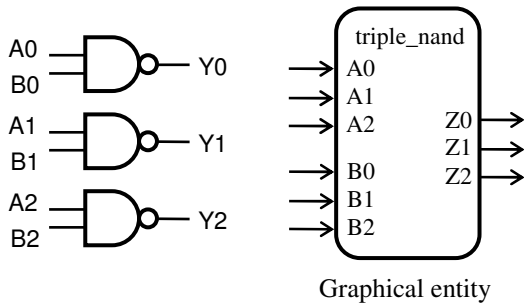 A0
B0
Y0
A1
B1
Y1
A2
B2
Y2
triple_nand
A0
A1
A2
B0
B1
B2
Z0
Z1
Z2
Graphical entity